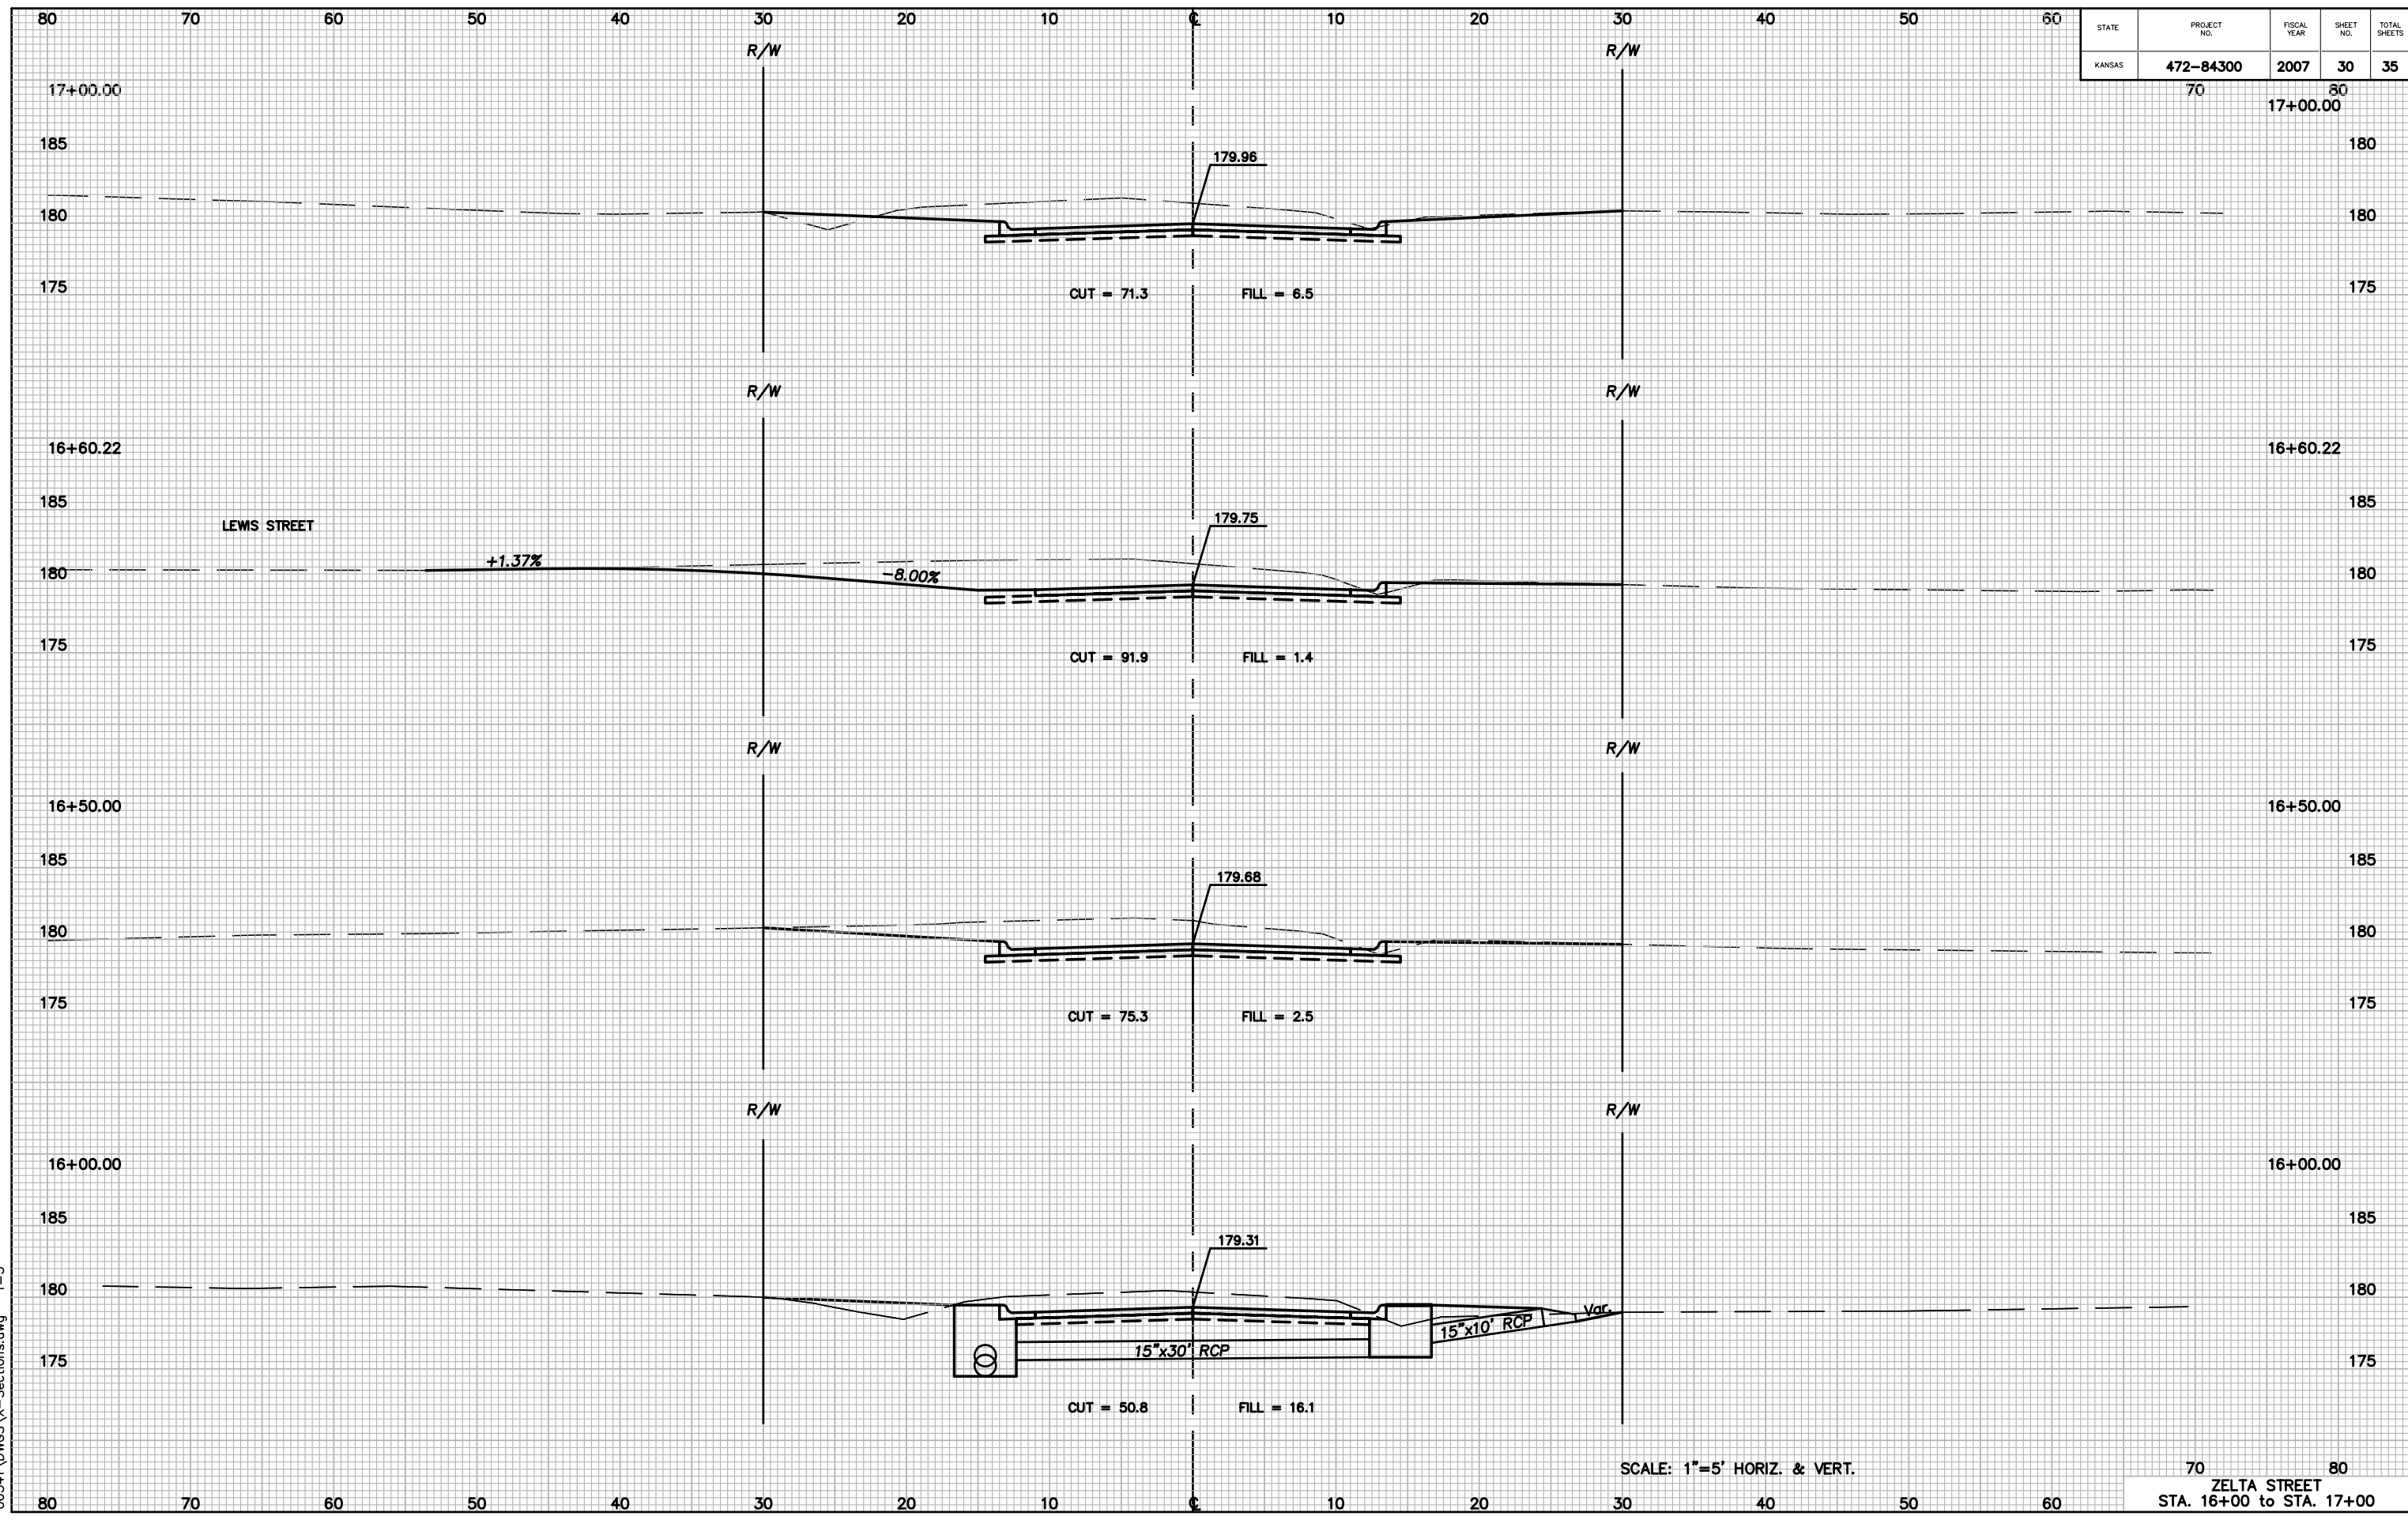 80 70 60 50 40 30 20 10 ℄ 10 20 30 40 50 60
STATE PROJECT NO. FISCAL YEAR SHEET NO. TOTAL SHEETS
KANSAS 472-84300 2007 30 35
70 80
R/W R/W
17+00.00 17+00.00
185 180
179.96
180 180
175 175
CUT = 71.3 FILL = 6.5
R/W R/W
16+60.22 16+60.22
185 185
LEWIS STREET
179.75
+1.37%
-8.00%
180 180
175 175
CUT = 91.9 FILL = 1.4
R/W R/W
16+50.00 16+50.00
185 185
179.68
180 180
175 175
CUT = 75.3 FILL = 2.5
R/W R/W
16+00.00 16+00.00
185 185
179.31
180 180
Var.
15"x10' RCP
15"x30' RCP
175 175
CUT = 50.8 FILL = 16.1
SCALE: 1"=5' HORIZ. & VERT.
70 80
80 70 60 50 40 30 20 10 ℄ 10 20 30 40 50 60
ZELTA STREET
STA. 16+00 to STA. 17+00